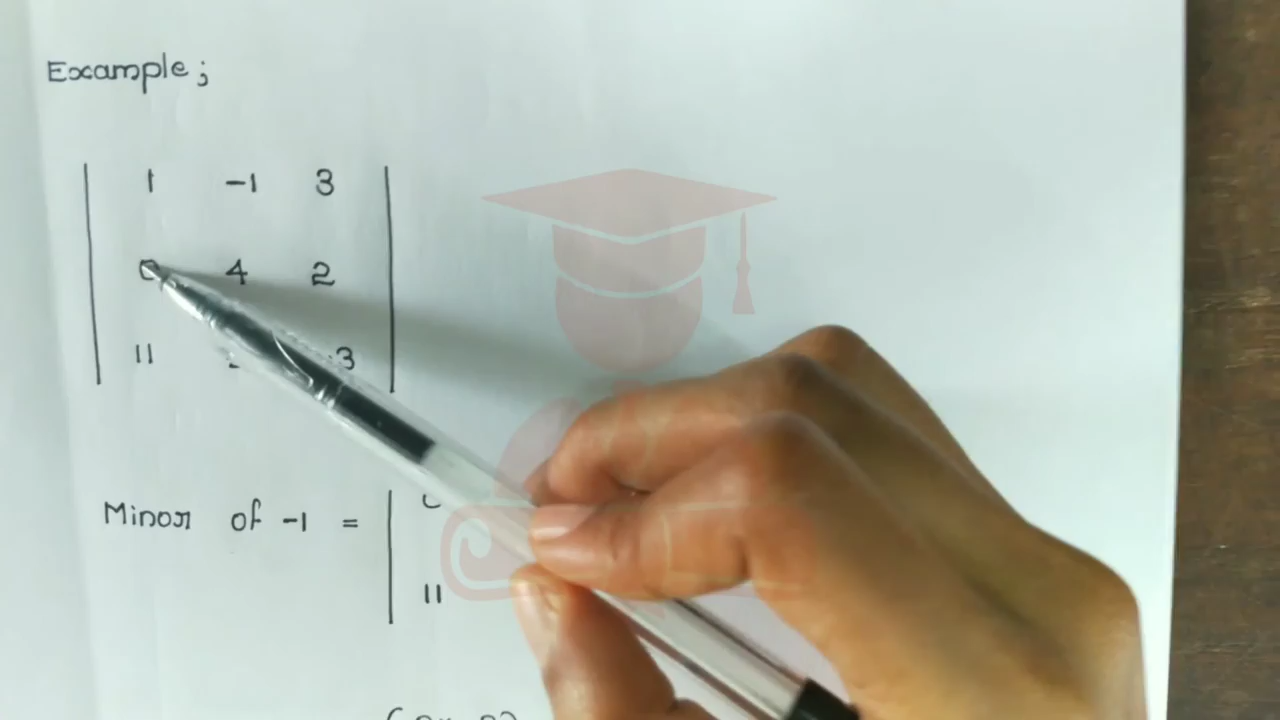 Example;
1 -1 3
0 4 2
11 3
Minor of -1 =
11